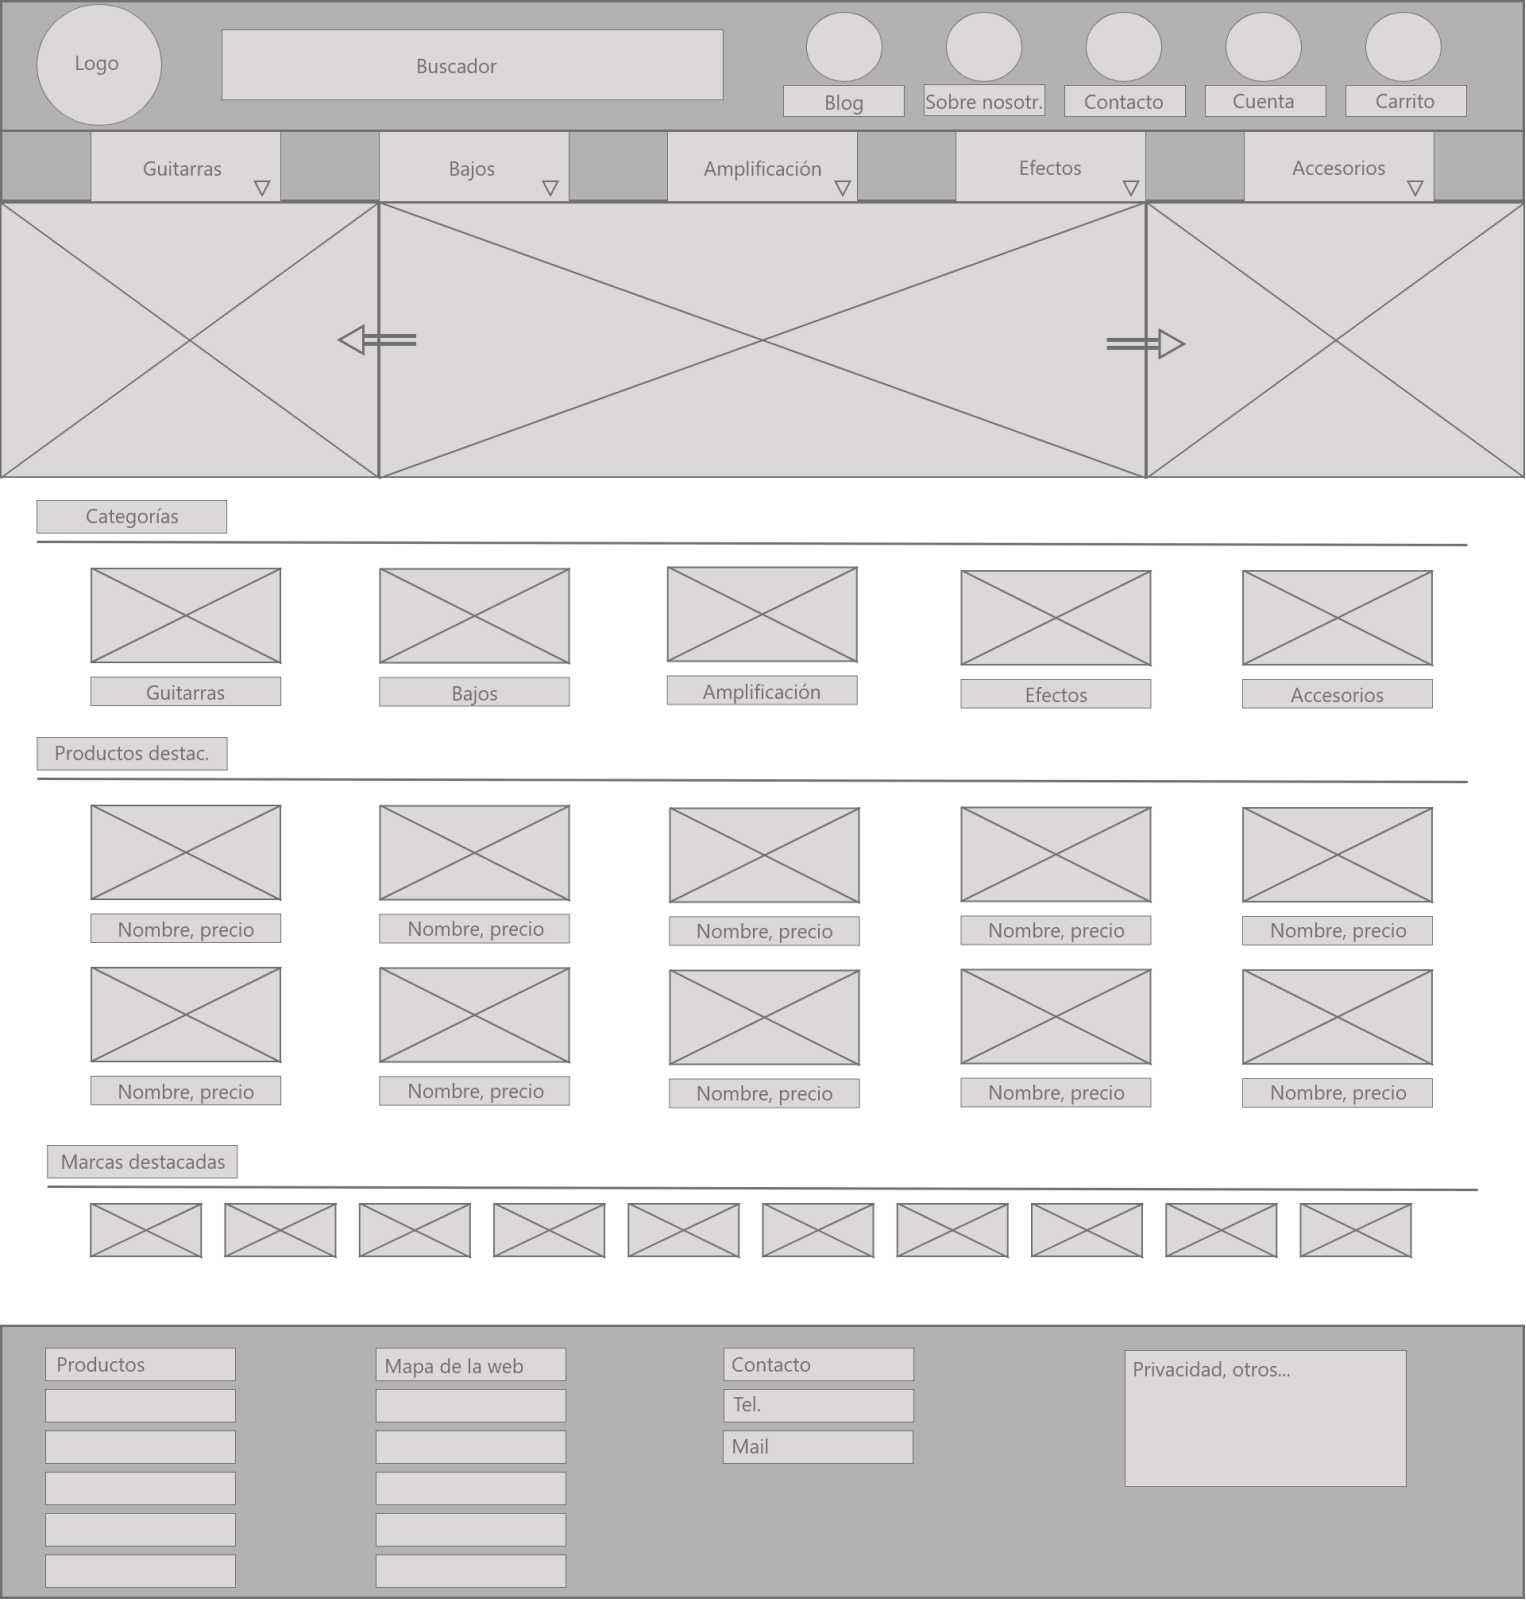 Logo
Buscador
Blog
Sobre nosotr.
Contacto
Cuenta
Carrito
Guitarras
Bajos
Amplificación
Efectos
Accesorios
Categorías
Guitarras
Bajos
Amplificación
Efectos
Accesorios
Productos destac.
Nombre, precio
Nombre, precio
Nombre, precio
Nombre, precio
Nombre, precio
Nombre, precio
Nombre, precio
Nombre, precio
Nombre, precio
Nombre, precio
Marcas destacadas
Productos
Mapa de la web
Contacto
Tel.
Mail
Privacidad, otros...